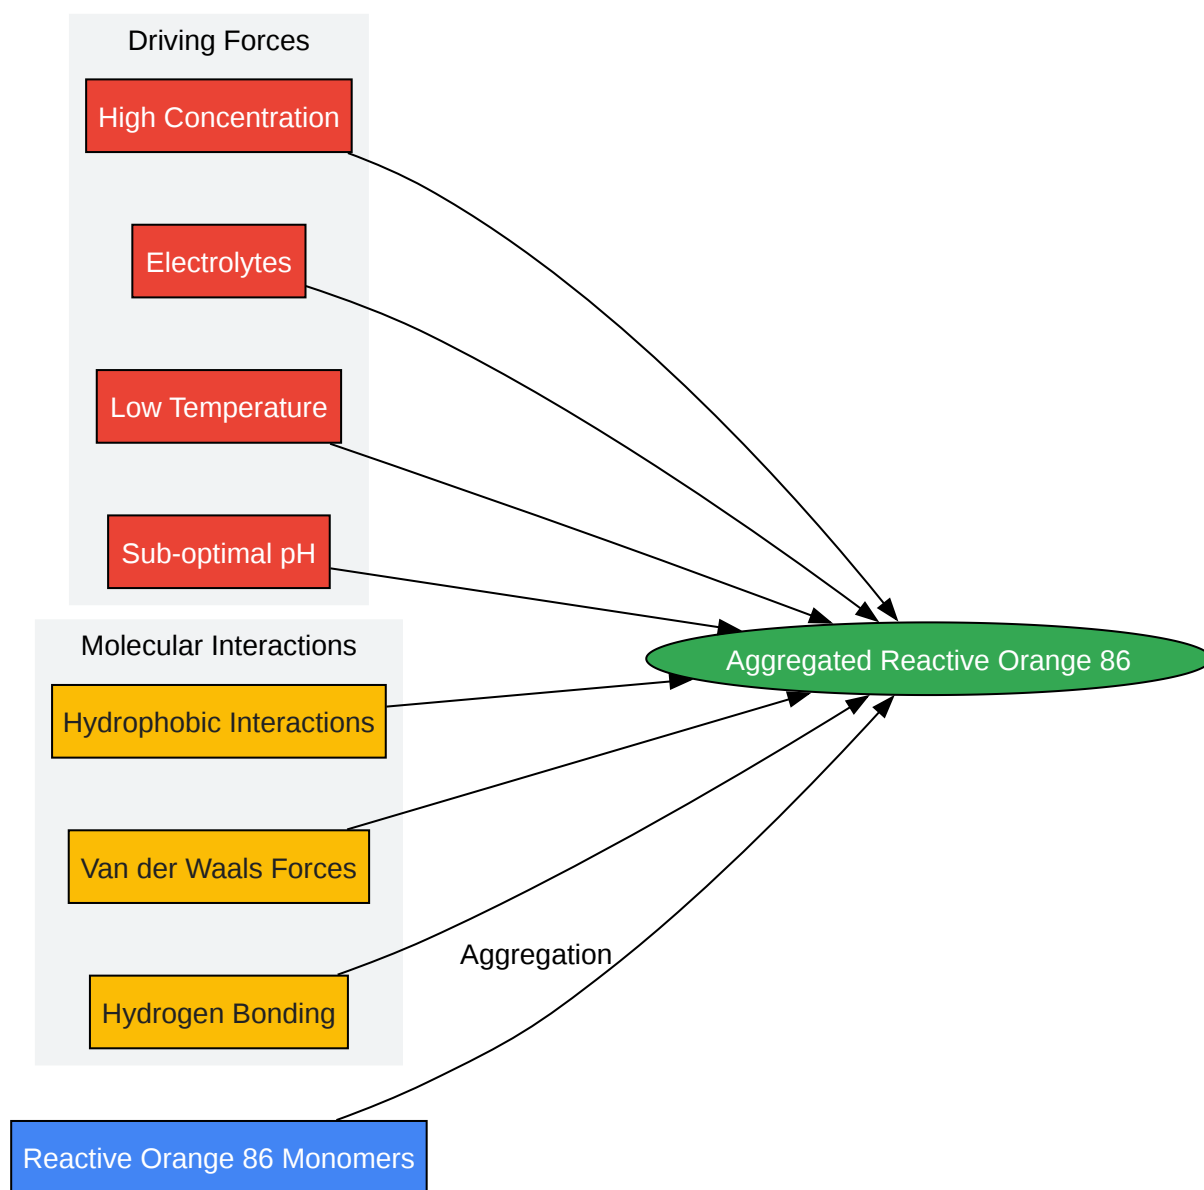 Driving Forces
High Concentration
Electrolytes
Low Temperature
Sub-optimal pH
Molecular Interactions
Hydrophobic Interactions
Van der Waals Forces
Hydrogen Bonding
Aggregated Reactive Orange 86
Aggregation
Reactive Orange 86 Monomers